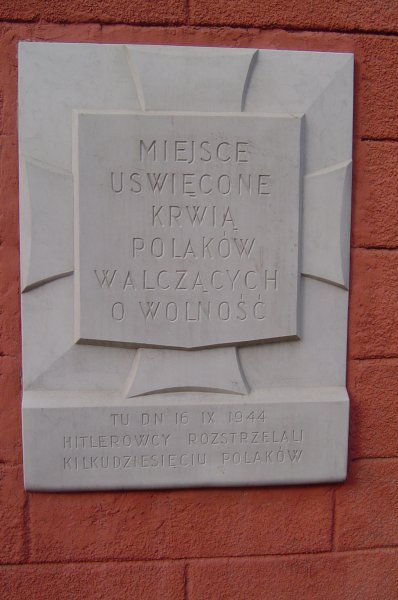 MIEJSCE
UŚWIĘCONE
KRWIĄ
POLAKÓW
WALCZĄCYCH
O WOLNOŚĆ
TU DN 16 IX 1944
HITLEROWCY ROZSTRZELALI
KILKUDZIESIĘCIU POLAKÓW